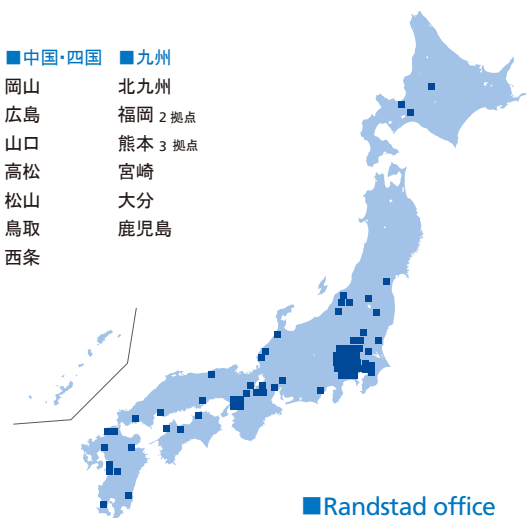 ■中国・四国
岡山
広島
山口
高松
松山
鳥取
西条
■九州
北九州
福岡 2 拠点
熊本 3 拠点
宮崎
大分
鹿児島
■Randstad office